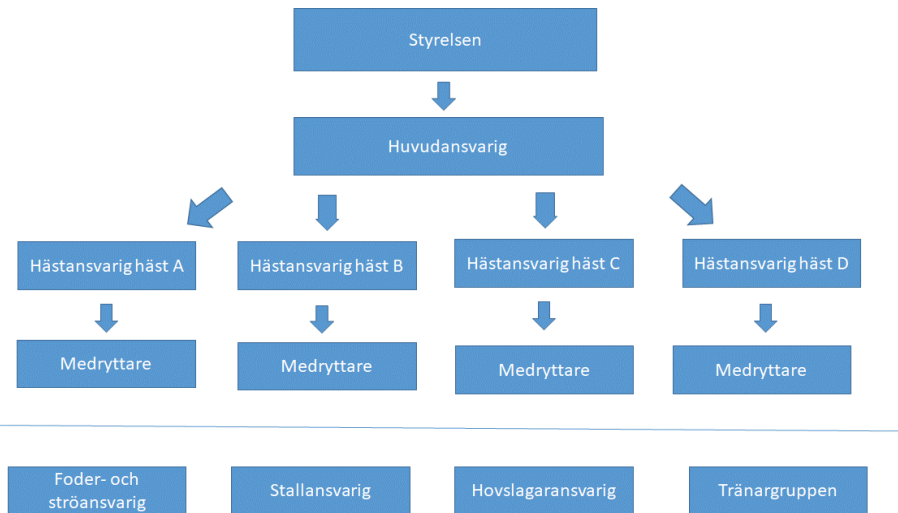 Styrelsen
Huvudansvarig
Hästansvarig häst A
Hästansvarig häst B
Hästansvarig häst C
Hästansvarig häst D
Medryttare
Medryttare
Medryttare
Medryttare
Foder- och
ströansvarig
Stallansvarig
Hovslagaransvarig
Tränargruppen